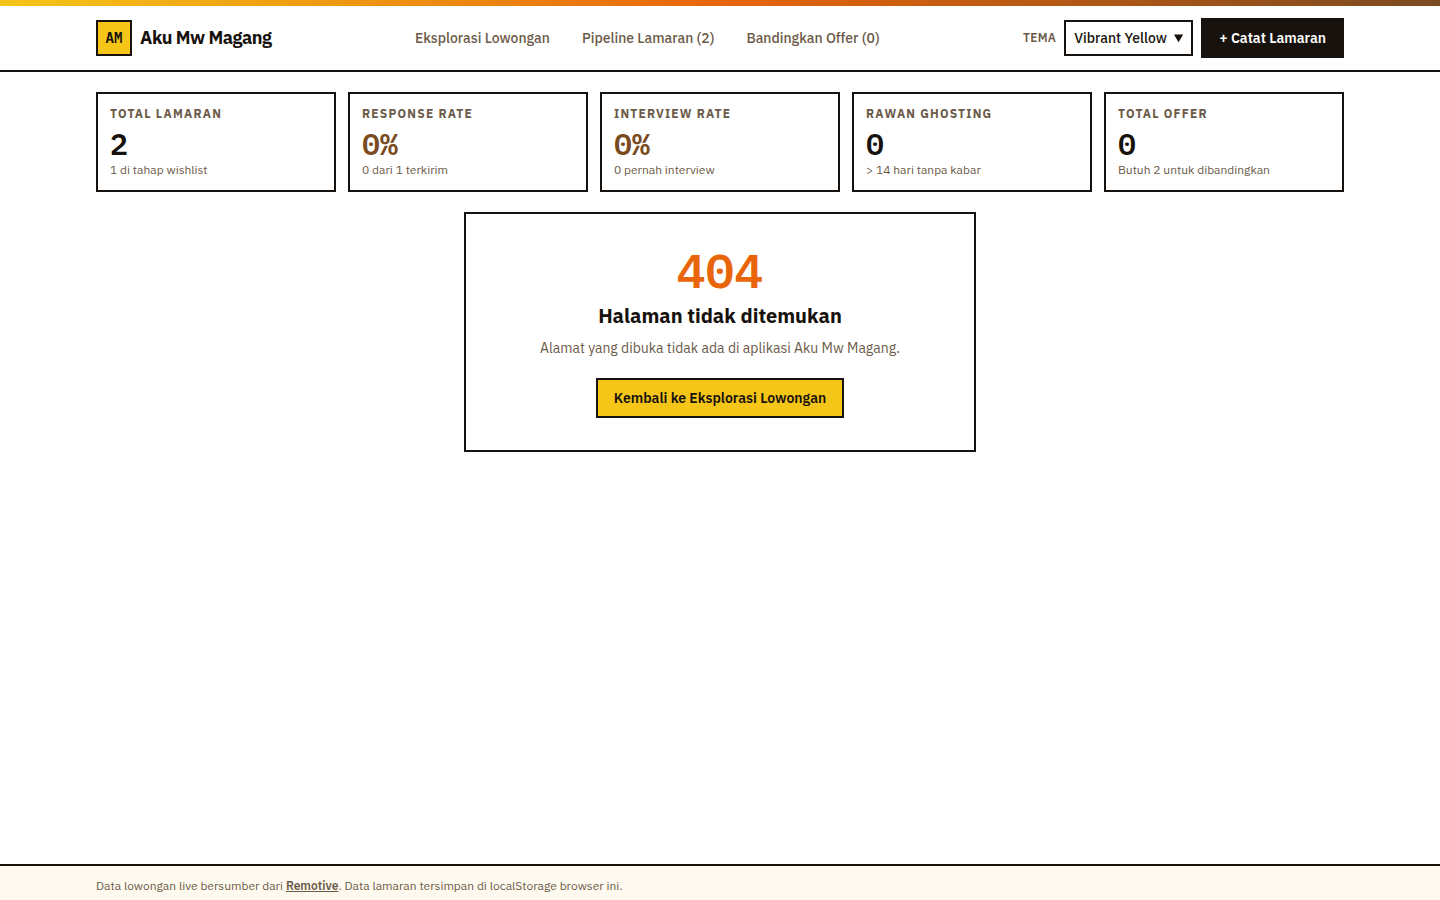 AM Aku Mw Magang Eksplorasi Lowongan Pipeline Lamaran (2) Bandingkan Offer (0) TEMA Vibrant Yellow ▼ + Catat Lamaran
TOTAL LAMARAN
2
1 di tahap wishlist
RESPONSE RATE
0%
0 dari 1 terkirim
INTERVIEW RATE
0%
0 pernah interview
RAWAN GHOSTING
0
> 14 hari tanpa kabar
TOTAL OFFER
0
Butuh 2 untuk dibandingkan
404
Halaman tidak ditemukan
Alamat yang dibuka tidak ada di aplikasi Aku Mw Magang.
Kembali ke Eksplorasi Lowongan
Data lowongan live bersumber dari Remotive. Data lamaran tersimpan di localStorage browser ini.